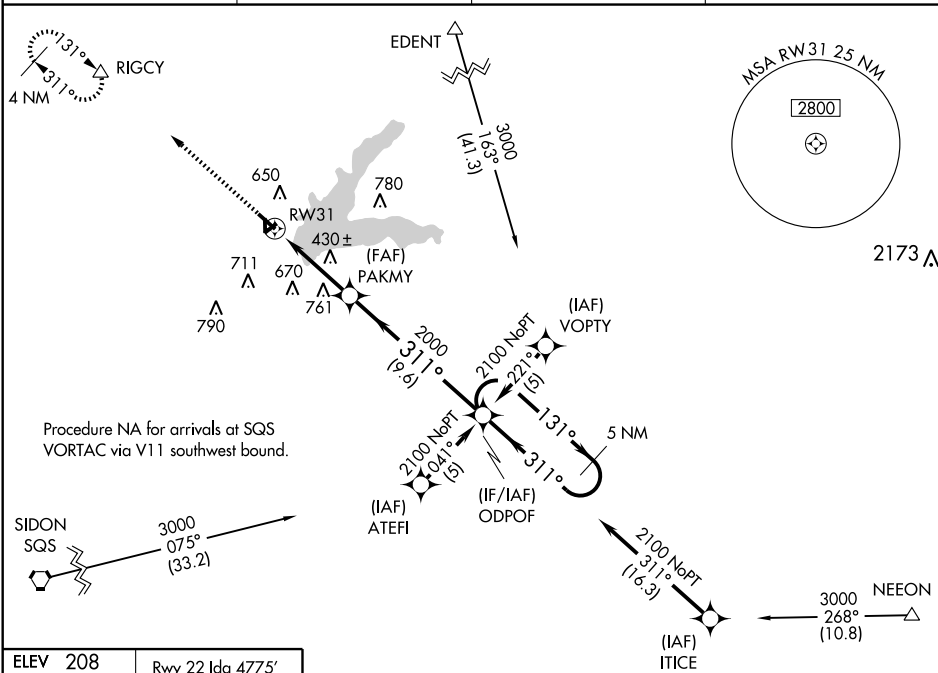 131°
311°
4 NM
RIGCY
EDENT
3000
163°
(41.3)
MSA RW31 25 NM
2800
650
780
RW31
430 ±
(FAF)
PAKMY
711
670
761
790
2173
2000
311°
(9.6)
(IAF)
VOPTY
2100 NoPT
221°
(5)
131°
5 NM
311°
2100 NoPT
041°
(5)
(IAF)
ATEFI
(IF/IAF)
ODPOF
Procedure NA for arrivals at SQS
VORTAC via V11 southwest bound.
SIDON
SQS
3000
075°
(33.2)
2100 NoPT
311°
(16.3)
(IAF)
ITICE
NEEON
3000
268°
(10.8)
ELEV 208
Rwy 22 ldg 4775'